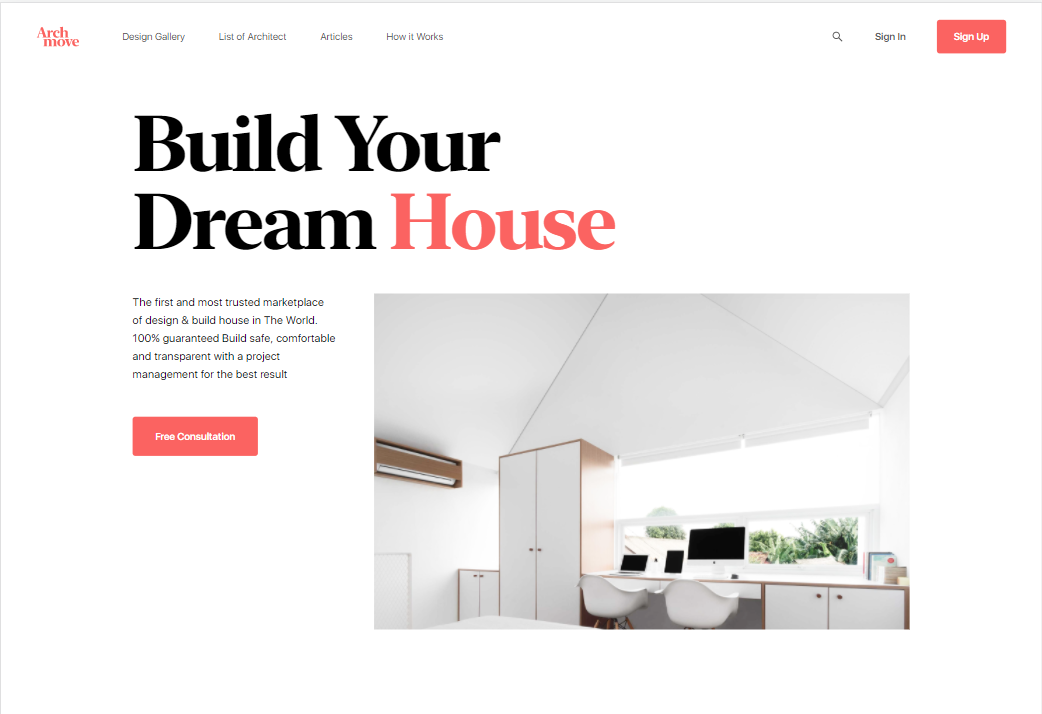 Arch
move
Design Gallery
List of Architect
Articles
How it Works
Sign In
Sign Up
Build Your
Dream House
The first and most trusted marketplace
of design & build house in The World.
100% guaranteed Build safe, comfortable
and transparent with a project
management for the best result
Free Consultation